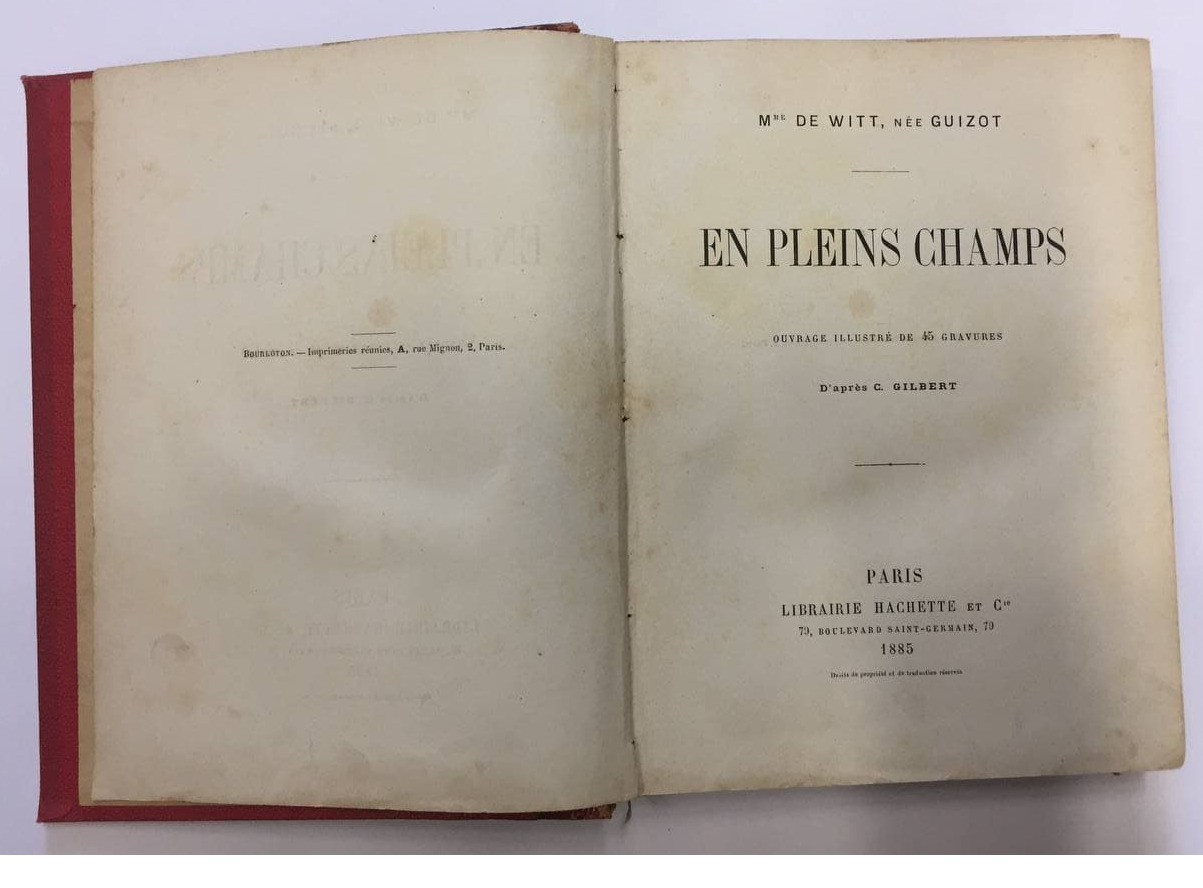 BOURLOTON. — Imprimeries réunies, A, rue Mignon, 2, Paris.
Mme DE WITT, NÉE GUIZOT
EN PLEINS CHAMPS
OUVRAGE ILLUSTRÉ DE 45 GRAVURES
D'après C. GILBERT
PARIS
LIBRAIRIE HACHETTE ET Cie
79, BOULEVARD SAINT-GERMAIN, 79
1885
Droits de propriété et de traduction réservés